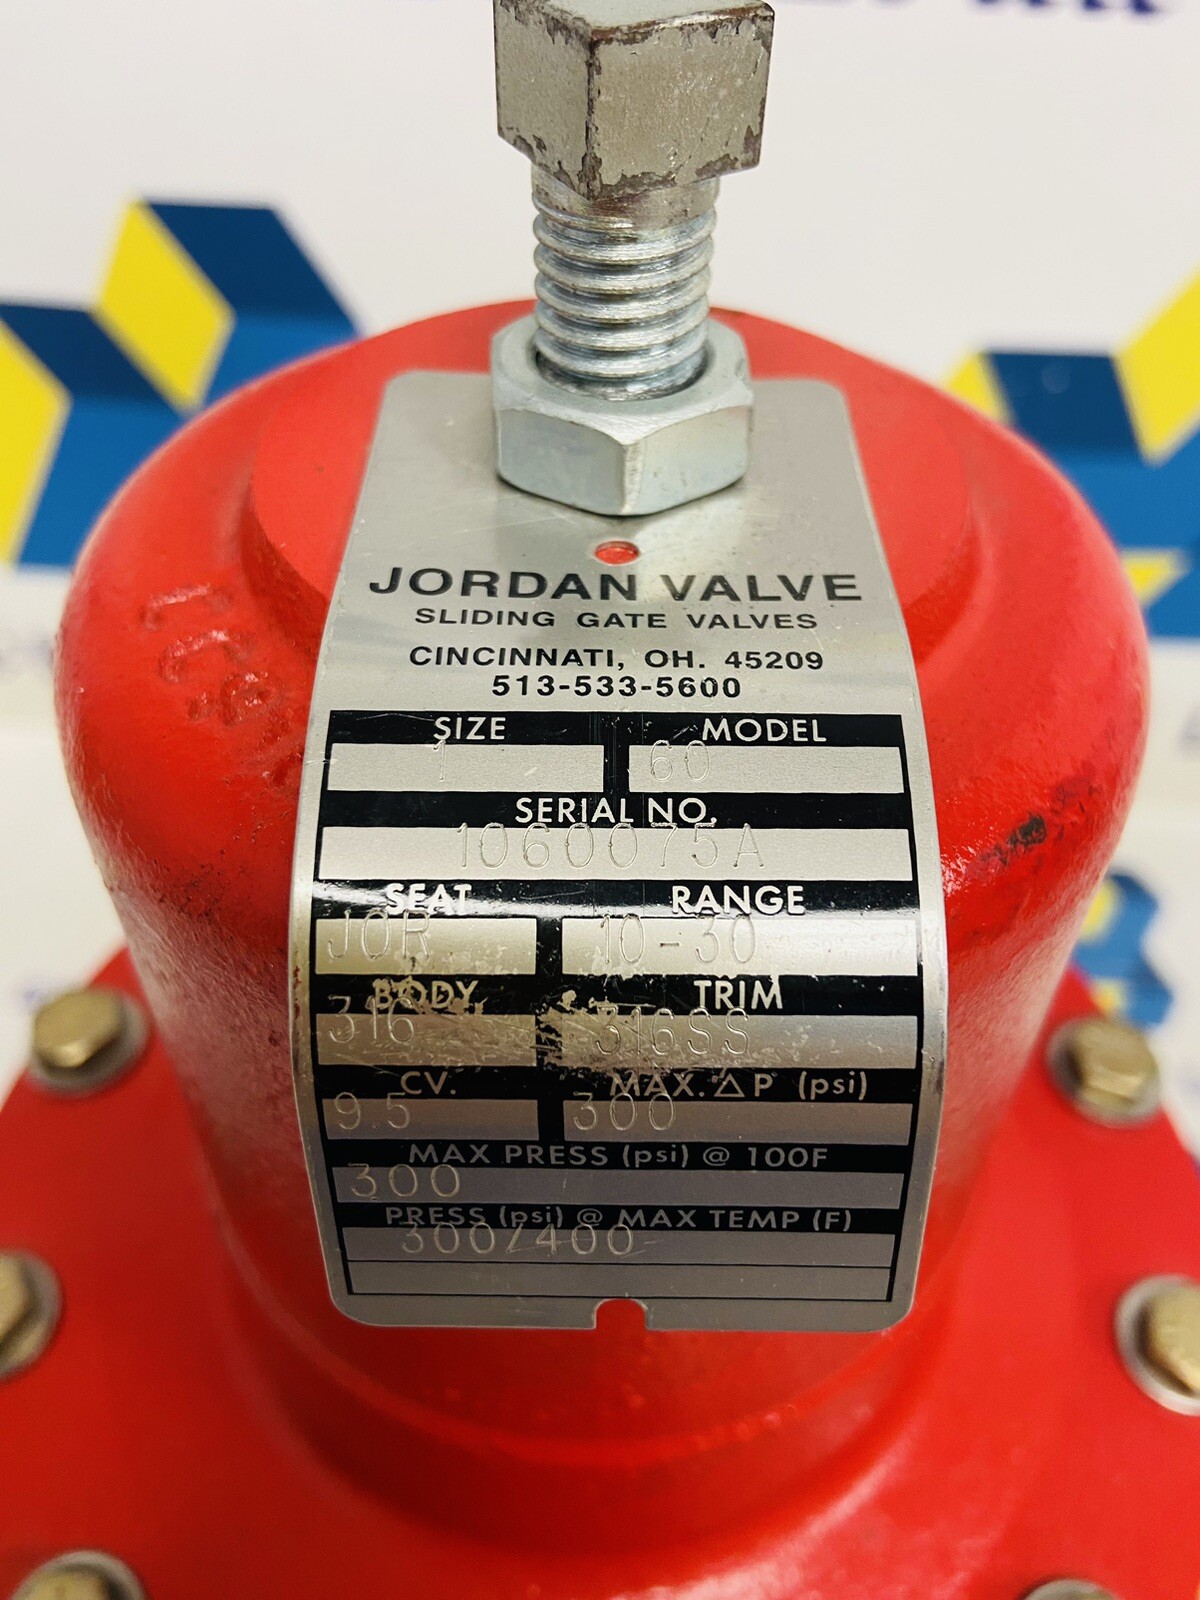 JORDAN VALVE
SLIDING GATE VALVES
CINCINNATI, OH. 45209
513-533-5600
SIZE MODEL
1 60
SERIAL NO.
1060075A
SEAT RANGE
JOR 10-30
BODY TRIM
316 316SS
CV. MAX. △P (psi)
9.5 300
MAX PRESS (psi) @ 100F
300
PRESS (psi) @ MAX TEMP (F)
300/400